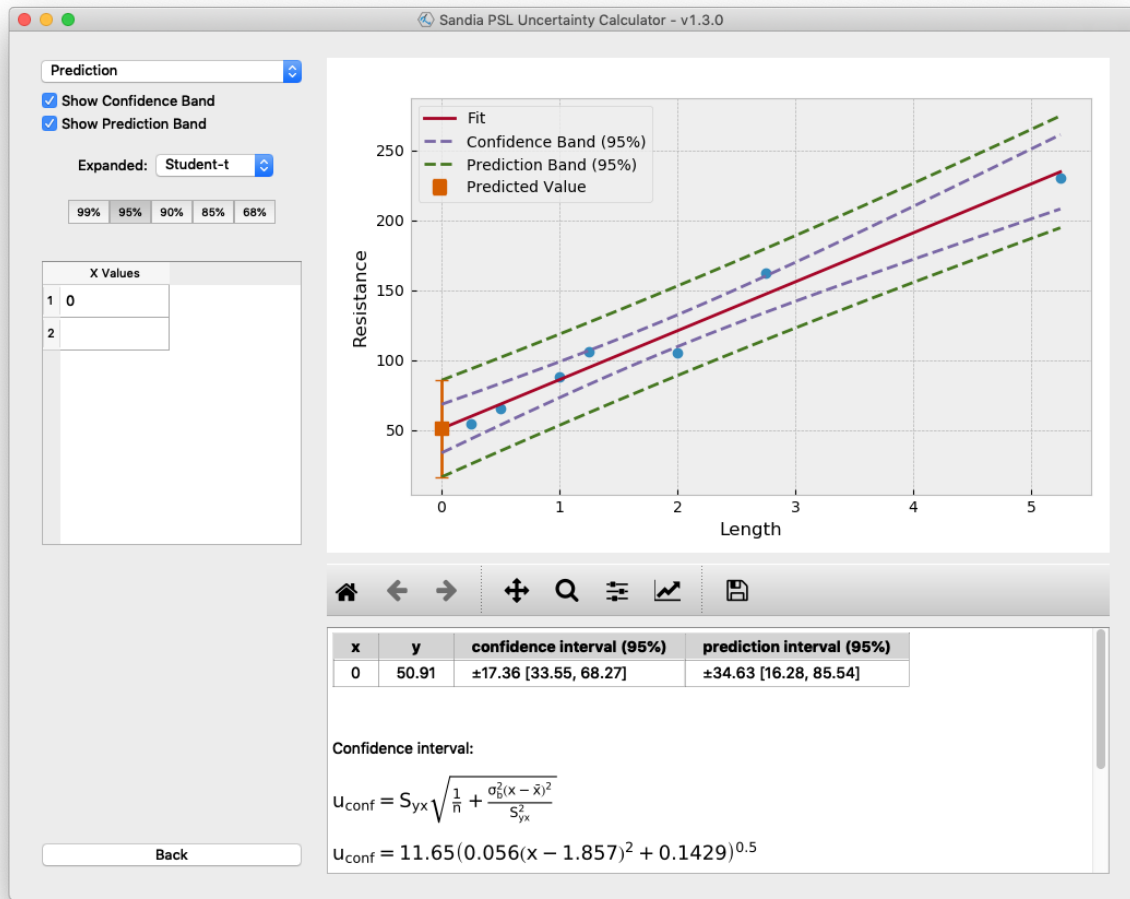 Sandia PSL Uncertainty Calculator - v1.3.0
Prediction
Show Confidence Band
Show Prediction Band
Expanded: Student-t
99% 95% 90% 85% 68%
X Values
1 0
2
Back
Fit
Confidence Band (95%)
Prediction Band (95%)
Predicted Value
Resistance
250
200
150
100
50
0 1 2 3 4 5
Length
x y confidence interval (95%) prediction interval (95%)
0 50.91 ±17.36 [33.55, 68.27] ±34.63 [16.28, 85.54]
Confidence interval:
u_conf = S_yx√(1/n + σ_b²(x − x̄)²/S_yx²)
u_conf = 11.65(0.056(x − 1.857)² + 0.1429)^0.5